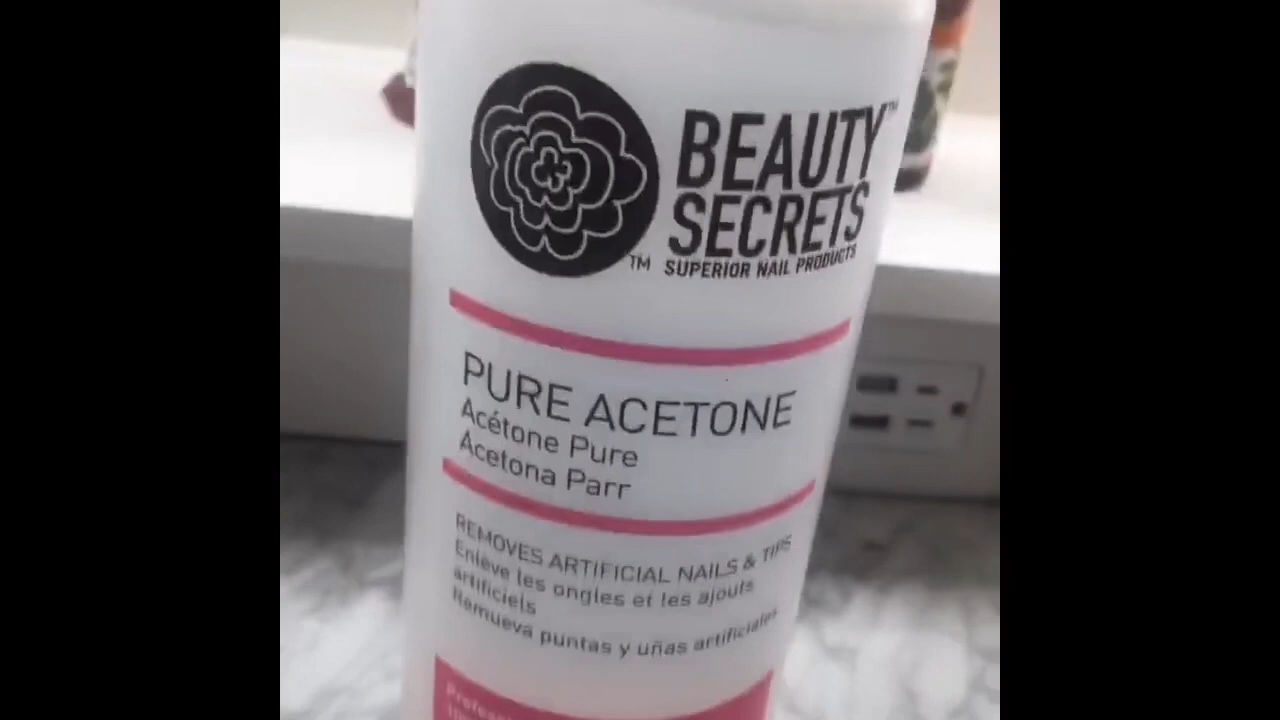 BEAUTY™
SECRETS
™ SUPERIOR NAIL PRODUCTS
PURE ACETONE
Acétone Pure
Acetona Parr
REMOVES ARTIFICIAL NAILS & TIPS
Enlève les ongles et les ajouts
artificiels
Remueva puntas y uñas artificiales